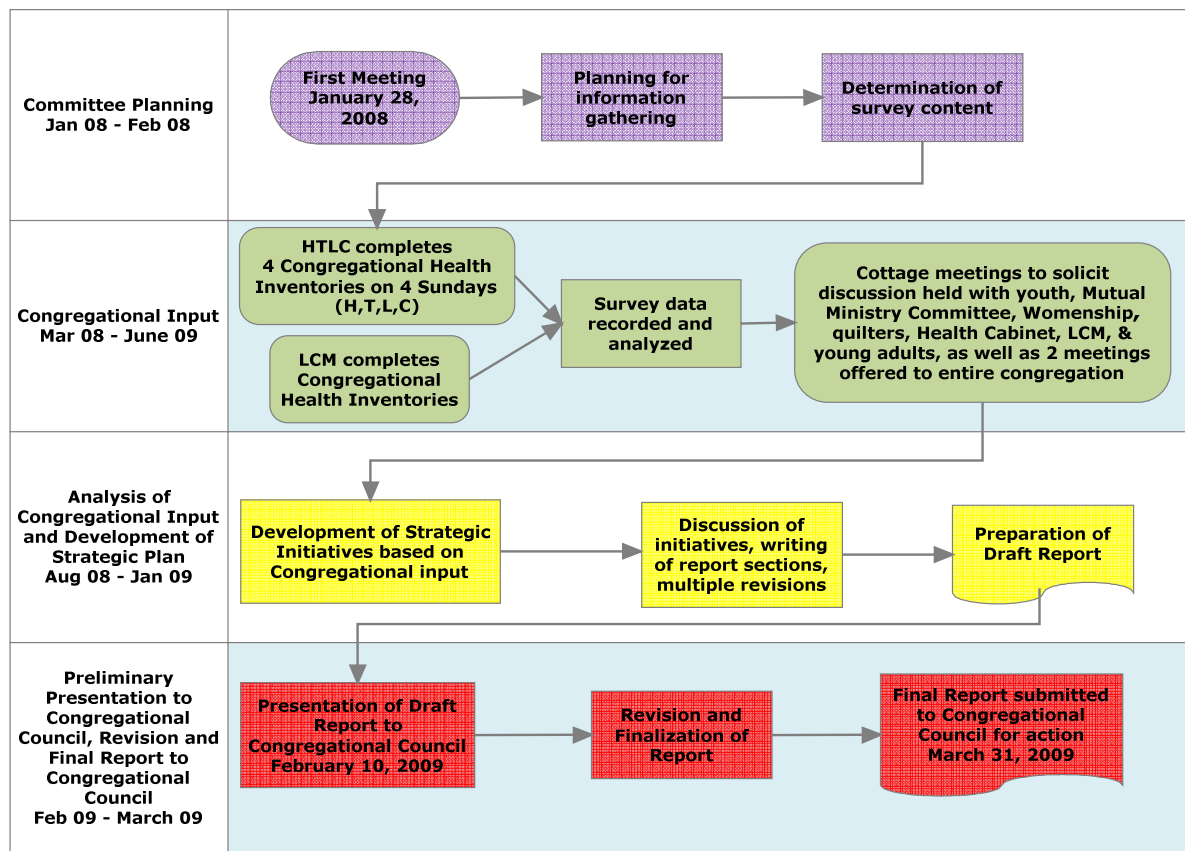 Committee Planning
Jan 08 - Feb 08
First Meeting
January 28,
2008
Planning for
information
gathering
Determination of
survey content
Congregational Input
Mar 08 - June 09
HTLC completes
4 Congregational Health
Inventories on 4 Sundays
(H,T,L,C)
LCM completes
Congregational
Health Inventories
Survey data
recorded and
analyzed
Cottage meetings to solicit
discussion held with youth, Mutual
Ministry Committee, Womenship,
quilters, Health Cabinet, LCM, &
young adults, as well as 2 meetings
offered to entire congregation
Analysis of
Congregational Input
and Development of
Strategic Plan
Aug 08 - Jan 09
Development of Strategic
Initiatives based on
Congregational input
Discussion of
initiatives, writing
of report sections,
multiple revisions
Preparation of
Draft Report
Preliminary
Presentation to
Congregational
Council, Revision and
Final Report to
Congregational
Council
Feb 09 - March 09
Presentation of Draft
Report to
Congregational Council
February 10, 2009
Revision and
Finalization of
Report
Final Report submitted
to Congregational
Council for action
March 31, 2009